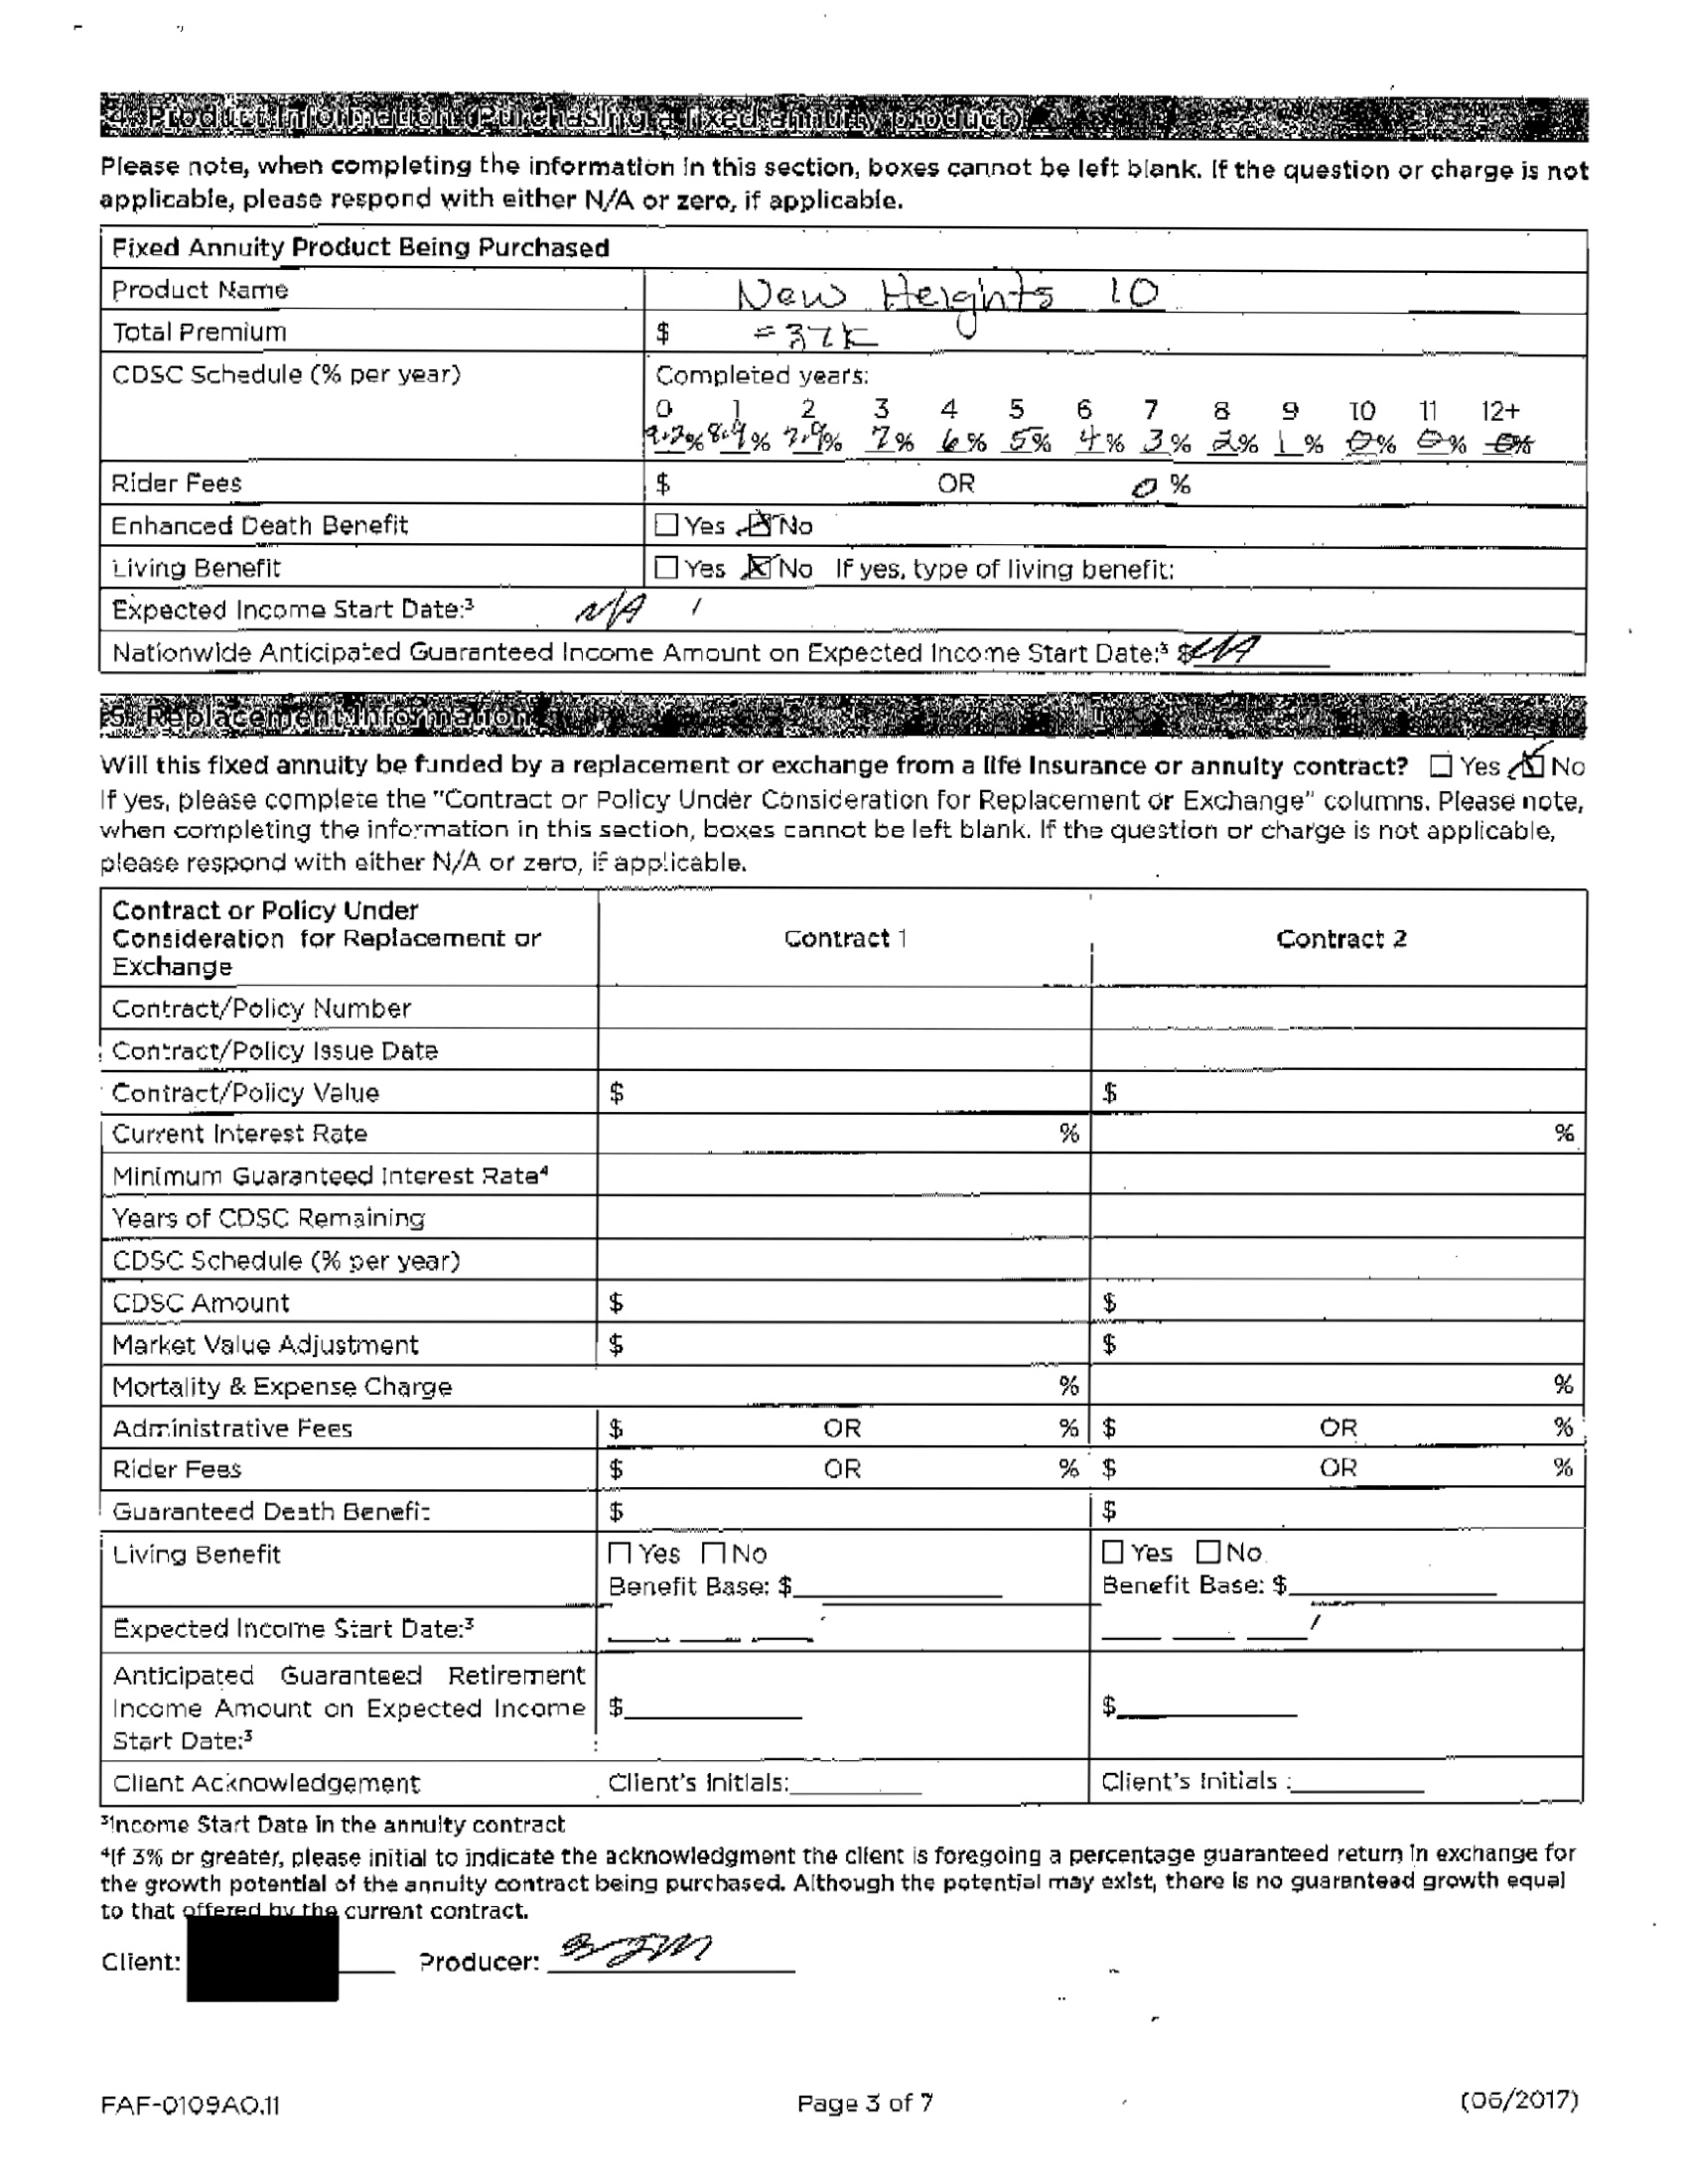 4. Product Information (Purchasing a fixed annuity product)
Please note, when completing the information in this section, boxes cannot be left blank. If the question or charge is not
applicable, please respond with either N/A or zero, if applicable.
Fixed Annuity Product Being Purchased
Product Name New Heights 10
Total Premium $ 37K
CDSC Schedule (% per year) Completed years:
0 1 2 3 4 5 6 7 8 9 10 11 12+
% 8.9% 7.9% 7% 6% 5% 4% 3% 2% 1% 0% 0% 0%
Rider Fees $ OR 0 %
Enhanced Death Benefit ☐ Yes ☒ No
Living Benefit ☐ Yes ☒ No If yes, type of living benefit:
Expected Income Start Date:³ N/A /
Nationwide Anticipated Guaranteed Income Amount on Expected Income Start Date:³ $ N/A
5. Replacement Information
Will this fixed annuity be funded by a replacement or exchange from a life insurance or annuity contract? ☐ Yes ☒ No
If yes, please complete the "Contract or Policy Under Consideration for Replacement or Exchange" columns. Please note,
when completing the information in this section, boxes cannot be left blank. If the question or charge is not applicable,
please respond with either N/A or zero, if applicable.
Contract or Policy Under
Consideration for Replacement or
Exchange
Contract 1 Contract 2
Contract/Policy Number
Contract/Policy Issue Date
Contract/Policy Value $ $
Current Interest Rate % %
Minimum Guaranteed Interest Rate⁴
Years of CDSC Remaining
CDSC Schedule (% per year)
CDSC Amount $ $
Market Value Adjustment $ $
Mortality & Expense Charge % %
Administrative Fees $ OR % $ OR %
Rider Fees $ OR % $ OR %
Guaranteed Death Benefit $ $
Living Benefit ☐ Yes ☐ No ☐ Yes ☐ No
Benefit Base: $ Benefit Base: $
Expected Income Start Date:³
Anticipated Guaranteed Retirement
Income Amount on Expected Income $ $
Start Date:³
Client Acknowledgement Client's Initials: Client's Initials :
³Income Start Date in the annuity contract
⁴If 3% or greater, please initial to indicate the acknowledgment the client is foregoing a percentage guaranteed return in exchange for
the growth potential of the annuity contract being purchased. Although the potential may exist, there is no guaranteed growth equal
to that offered by the current contract.
Client: Producer:
FAF-0109AO.11 Page 3 of 7 (06/2017)